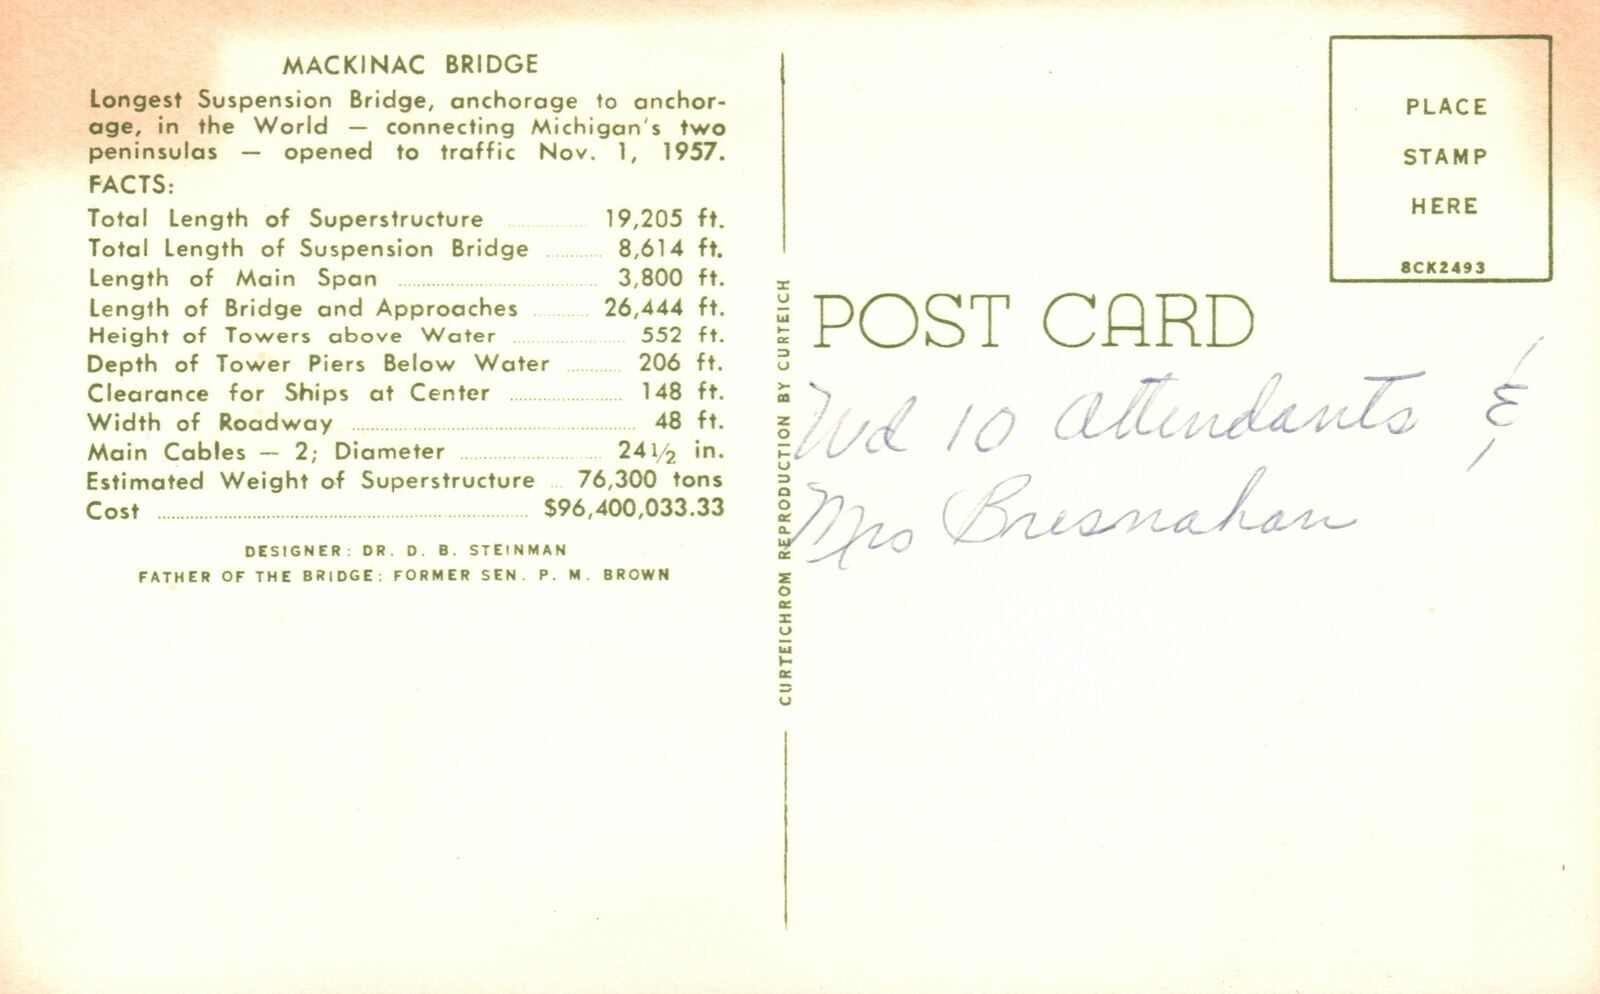 MACKINAC BRIDGE
Longest Suspension Bridge, anchorage to anchor-
age, in the World — connecting Michigan's two
peninsulas — opened to traffic Nov. 1, 1957.
FACTS:
Total Length of Superstructure ............ 19,205 ft.
Total Length of Suspension Bridge ........ 8,614 ft.
Length of Main Span ............................ 3,800 ft.
Length of Bridge and Approaches ........ 26,444 ft.
Height of Towers above Water ................ 552 ft.
Depth of Tower Piers Below Water ........ 206 ft.
Clearance for Ships at Center ................ 148 ft.
Width of Roadway ........................................ 48 ft.
Main Cables — 2; Diameter .................... 24 1/2 in.
Estimated Weight of Superstructure .. 76,300 tons
Cost .................................................... $96,400,033.33
DESIGNER: DR. D. B. STEINMAN
FATHER OF THE BRIDGE: FORMER SEN. P. M. BROWN
CURTEICHROM REPRODUCTION BY CURTEICH
PLACE
STAMP
HERE
8CK2493
POST CARD
Wd 10 Attendants &
Mrs Bresnahan